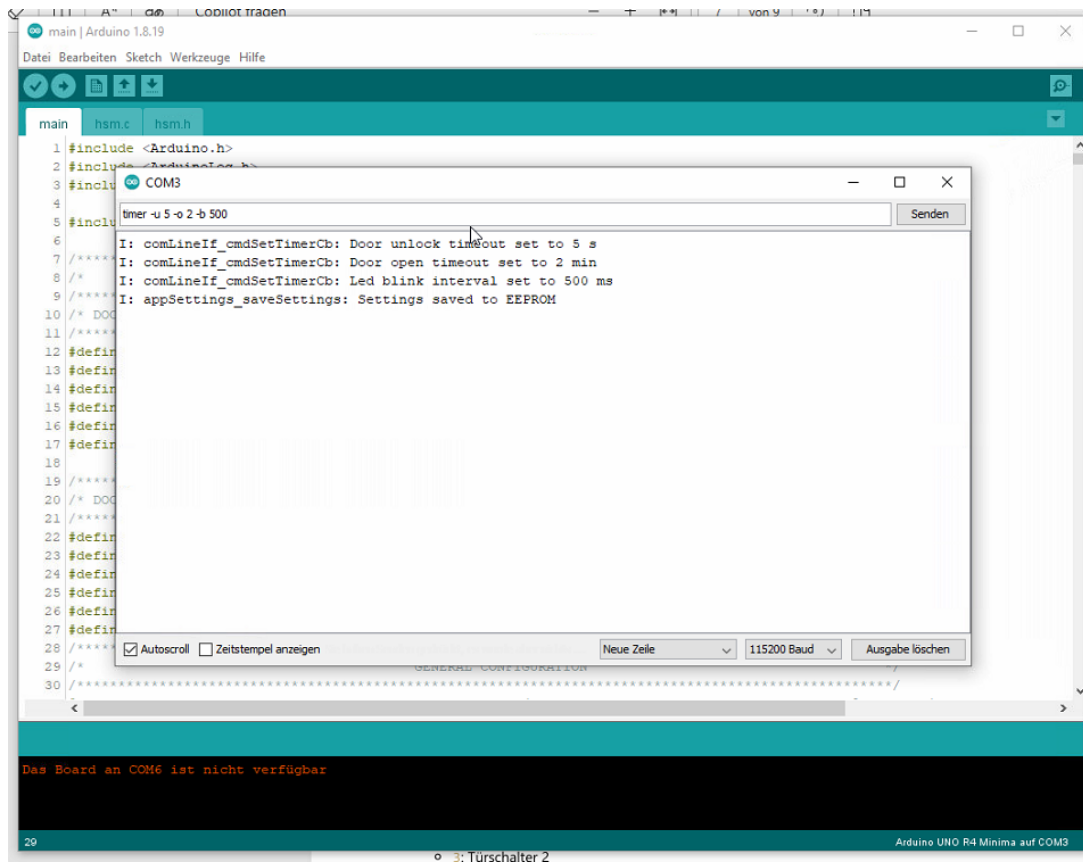 Copilot fragen
von 9
main | Arduino 1.8.19
Datei Bearbeiten Sketch Werkzeuge Hilfe
main hsm.c hsm.h
1 #include <Arduino.h>
2 #include <ArduinoLog.h>
3 #inclu
4
5 #inclu
6
7 /*****
8 /*
9 /*****
10 /* DOC
11 /*****
12 #defin
13 #defin
14 #defin
15 #defin
16 #defin
17 #defin
18
19 /*****
20 /* DOC
21 /*****
22 #defin
23 #defin
24 #defin
25 #defin
26 #defin
27 #defin
28 /*****
29 /* GENERAL CONFIGURATION */
30 /****************************************************************************************************/
COM3
timer -u 5 -o 2 -b 500
Senden
I: comLineIf_cmdSetTimerCb: Door unlock timeout set to 5 s
I: comLineIf_cmdSetTimerCb: Door open timeout set to 2 min
I: comLineIf_cmdSetTimerCb: Led blink interval set to 500 ms
I: appSettings_saveSettings: Settings saved to EEPROM
Autoscroll Zeitstempel anzeigen Neue Zeile 115200 Baud Ausgabe löschen
Das Board an COM6 ist nicht verfügbar
29 Arduino UNO R4 Minima auf COM3
3: Türschalter 2